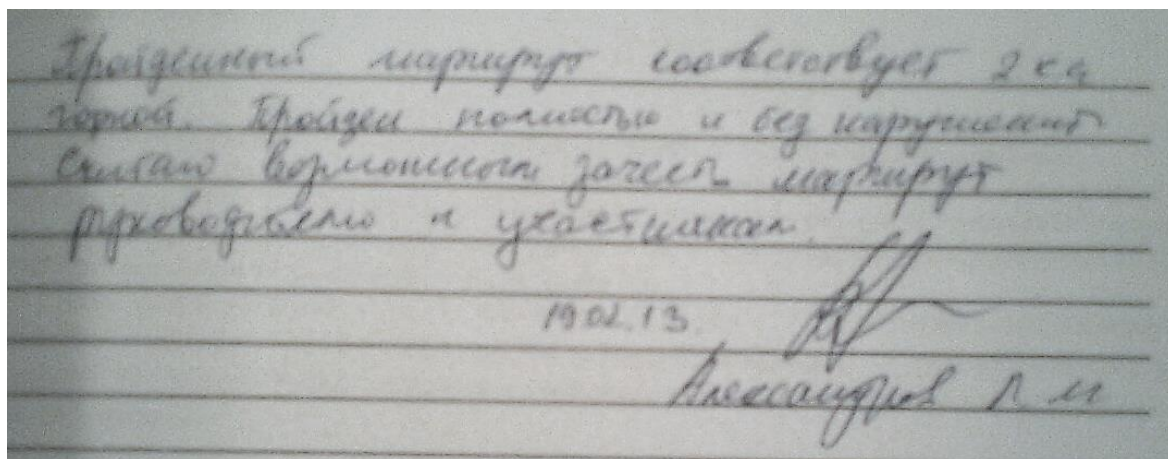 Пройденный маршрут соответствует 2 к.с.
горной. Пройден полностью и без нарушений
Считаю возможным зачесть маршрут
руководителю и участникам.
19.02.13.
Александров А. М